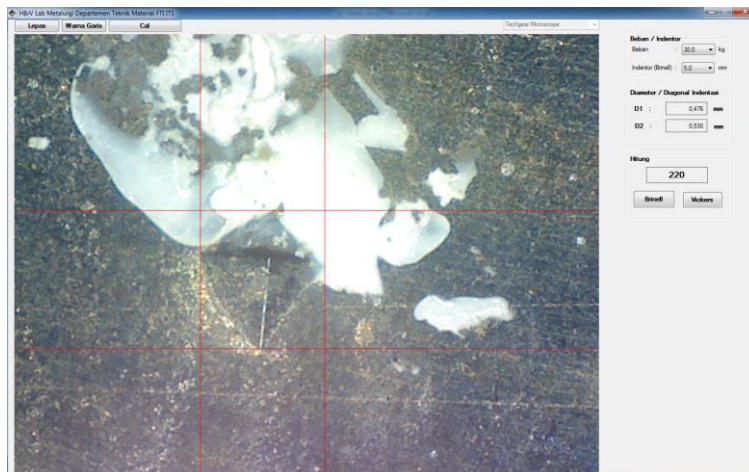 HB/V Lab Metalurgi Departemen Teknik Material FTI ITS
Lepas Warna Garis Cal Techgear Microscope
Beban / Indentor
Beban : 30.0 kg
Indentor (Brinell) : 5.0 mm
Diameter / Diagonal Indentasi
D1 : 0,476 mm
D2 : 0,530 mm
Hitung
220
Brinell Vickers